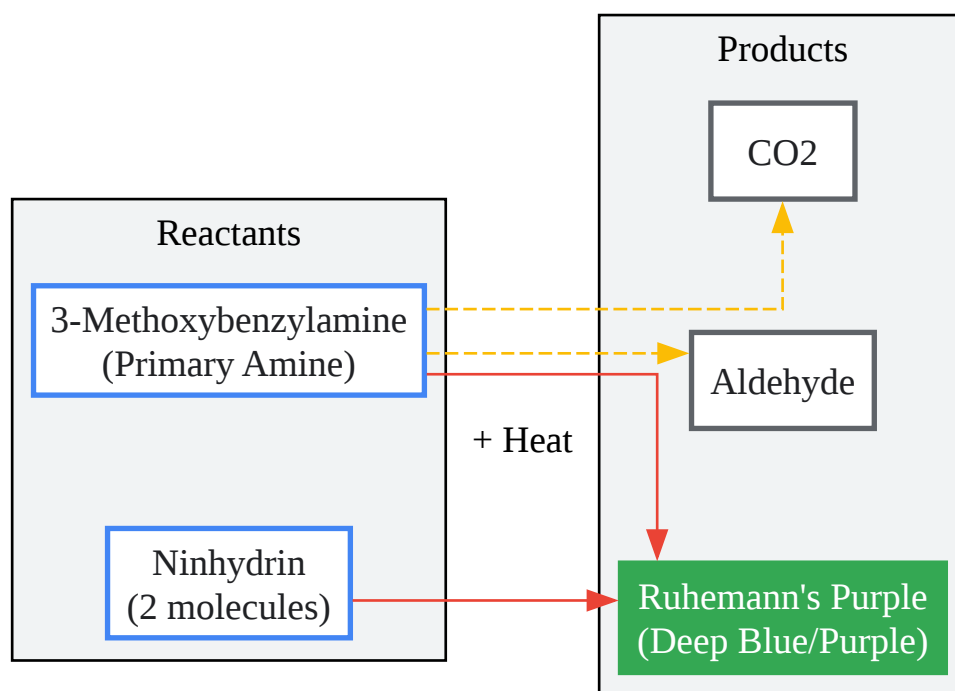 Products
CO2
Reactants
3-Methoxybenzylamine
(Primary Amine)
Aldehyde
+ Heat
Ninhydrin
(2 molecules)
Ruhemann's Purple
(Deep Blue/Purple)